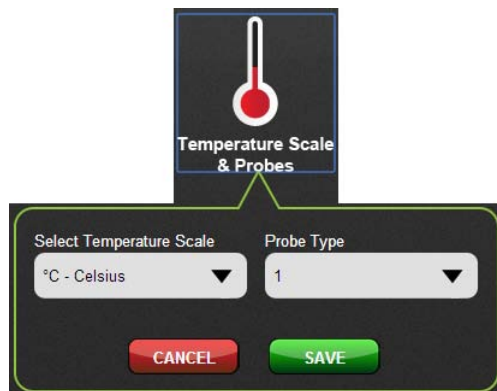 Temperature Scale
& Probes
Select Temperature Scale
Probe Type
°C - Celsius
1
CANCEL
SAVE